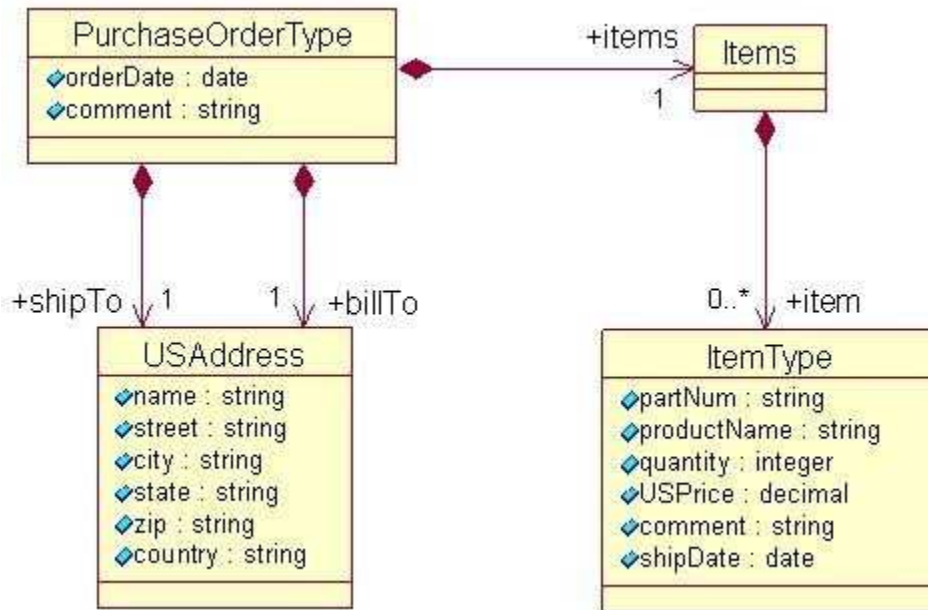 PurchaseOrderType
orderDate : date
comment : string
+items
1
Items
+shipTo
1
1
+billTo
0..*
+item
USAddress
name : string
street : string
city : string
state : string
zip : string
country : string
ItemType
partNum : string
productName : string
quantity : integer
USPrice : decimal
comment : string
shipDate : date